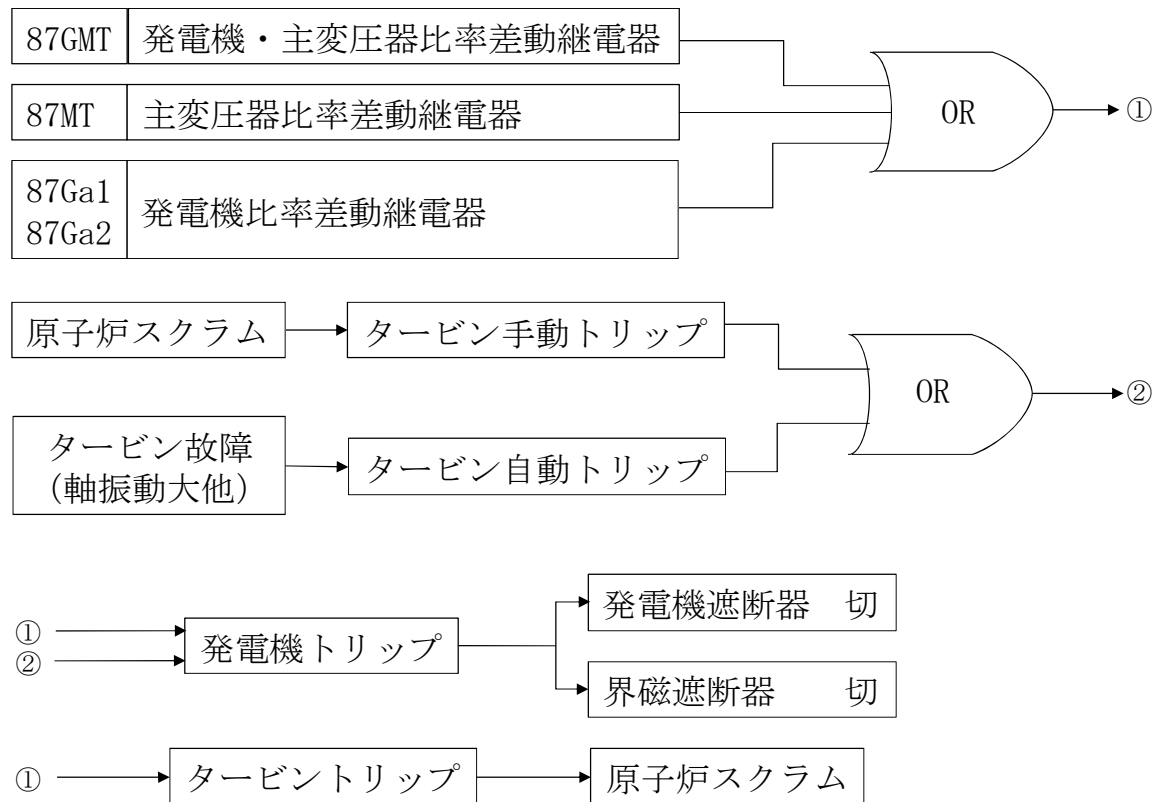 87GMT 発電機・主変圧器比率差動継電器
87MT 主変圧器比率差動継電器
OR
①
87Ga1
87Ga2
発電機比率差動継電器
原子炉スクラム
タービン手動トリップ
OR
②
タービン故障
(軸振動大他)
タービン自動トリップ
発電機遮断器 切
①
②
発電機トリップ
界磁遮断器 切
①
タービントリップ
原子炉スクラム